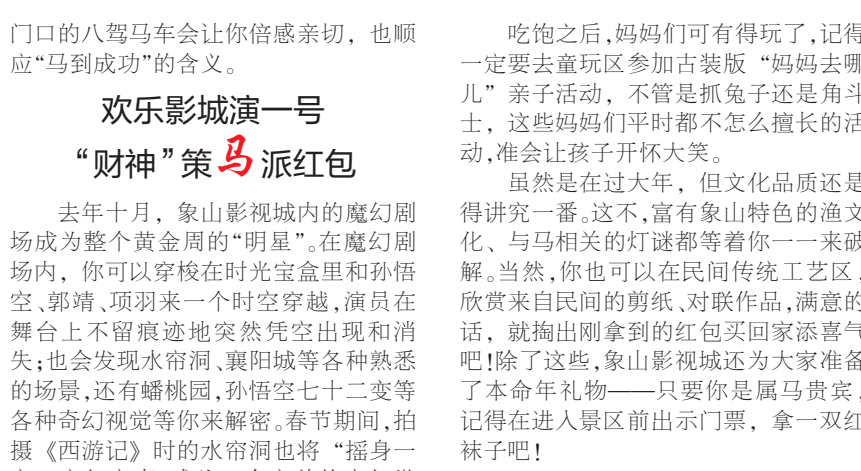 门口的八驾马车会让你倍感亲切，也顺
应“马到成功”的含义。
欢乐影城演一号
“财神”策马派红包
去年十月，象山影视城内的魔幻剧
场成为整个黄金周的“明星”。在魔幻剧
场内，你可以穿梭在时光宝盒里和孙悟
空、郭靖、项羽来一个时空穿越，演员在
舞台上不留痕迹地突然凭空出现和消
失；也会发现水帘洞、襄阳城等各种熟悉
的场景，还有蟠桃园，孙悟空七十二变等
各种奇幻视觉等你来解密。春节期间，拍
摄《西游记》时的水帘洞也将“摇身一
吃饱之后，妈妈们可有得玩了，记得
一定要去童玩区参加古装版“妈妈去哪
儿”亲子活动，不管是抓兔子还是角斗
士，这些妈妈们平时都不怎么擅长的活
动，准会让孩子开怀大笑。
虽然是在过大年，但文化品质还是
得讲究一番。这不，富有象山特色的渔文
化、与马相关的灯谜都等着你一一来破
解。当然，你也可以在民间传统工艺区，
欣赏来自民间的剪纸、对联作品，满意的
话，就掏出刚拿到的红包买回家添喜气
吧！除了这些，象山影视城还为大家准备
了本命年礼物——只要你是属马贵宾，
记得在进入景区前出示门票，拿一双红
袜子吧！